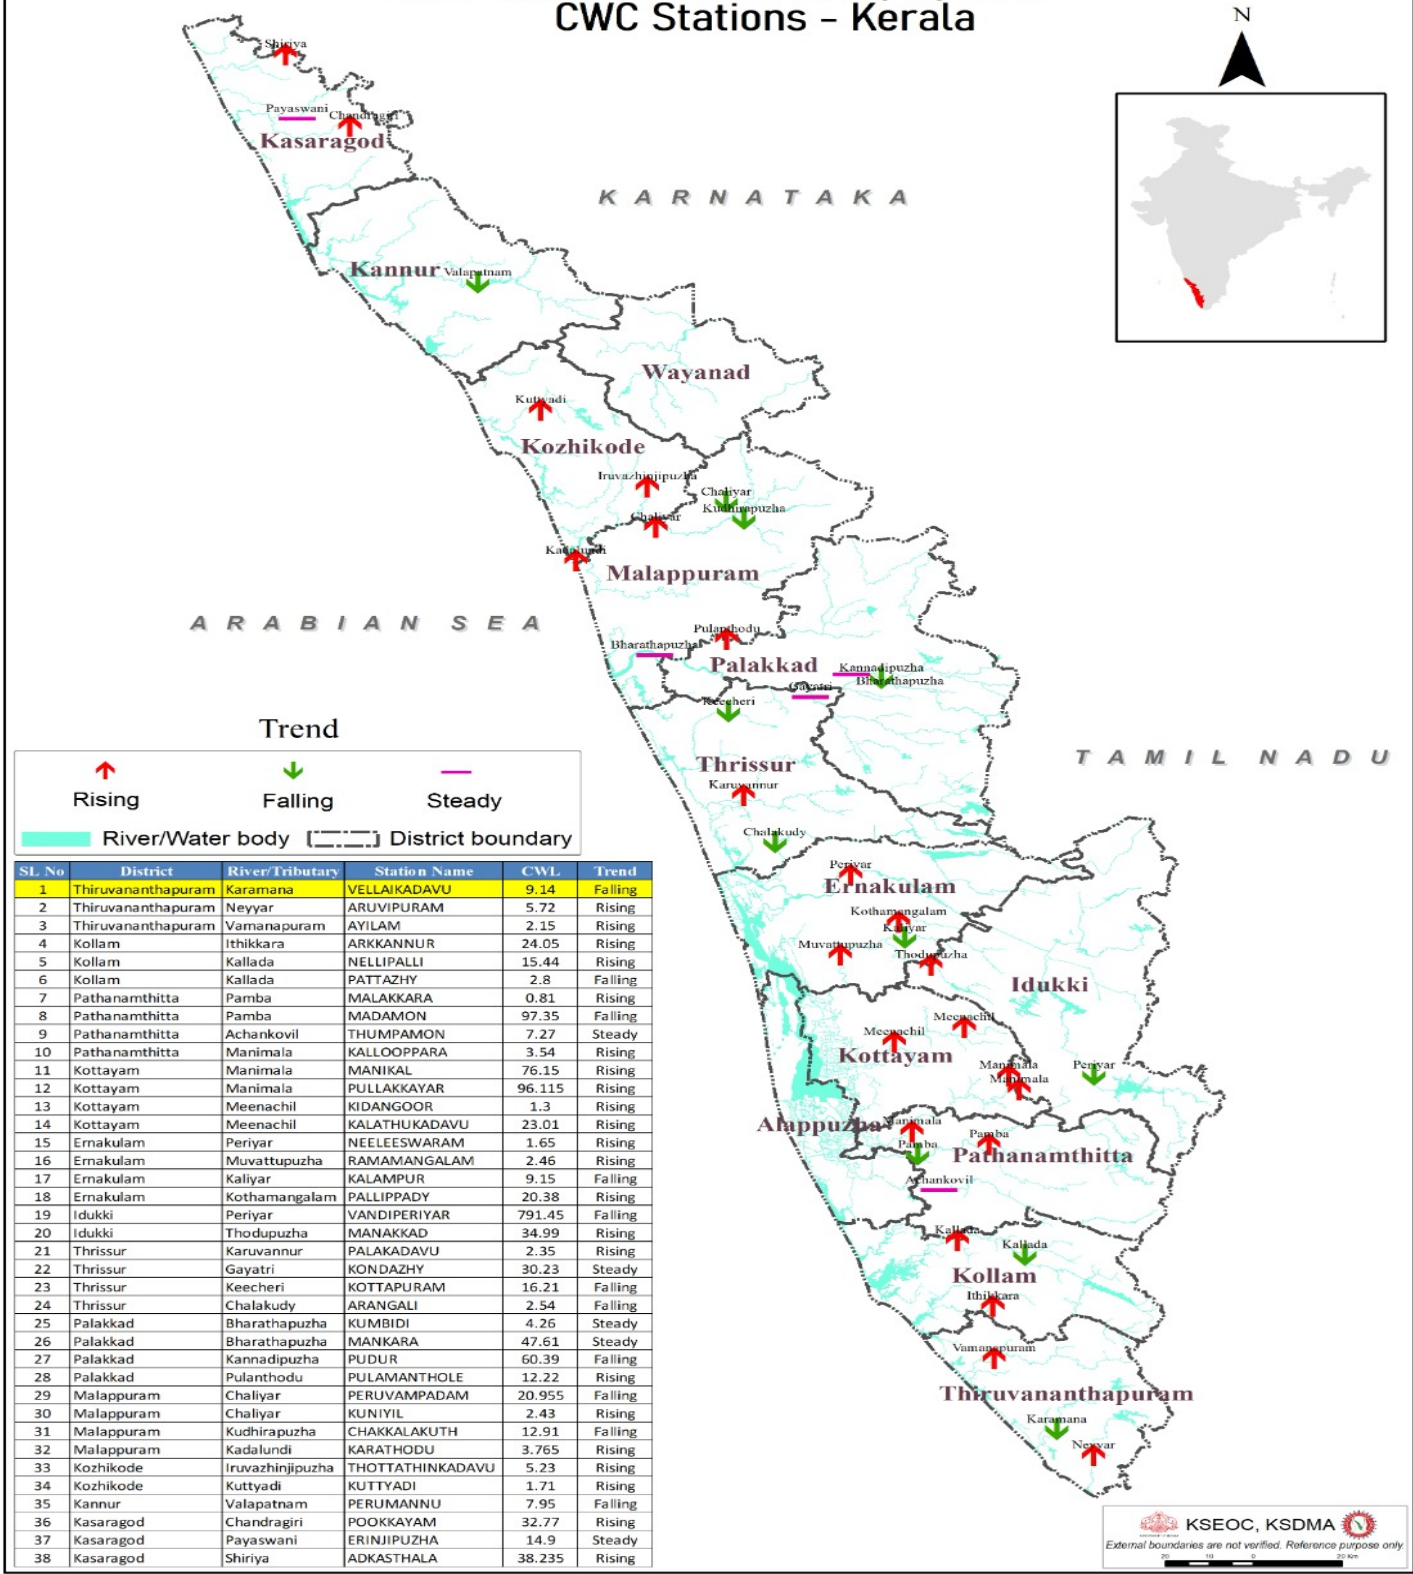 CWC Stations - Kerala
N
Shiriya
Payaswani
Chandragiri
Kasaragod
KARNATAKA
Kannur
Valapatnam
Wayanad
Kuttyadi
Kozhikode
Iruvazhinjipuzha
Chaliyar
Kudhirapuzha
Chaliyar
Kadalundi
Malappuram
ARABIAN SEA
Pulanthodu
Bharathapuzha
Palakkad
Kannadipuzha
Bharathapuzha
Gayatri
Keecheri
Thrissur
Karuvannur
TAMIL NADU
Chalakudy
Periyar
Ernakulam
Kothamangalam
Kaliyar
Muvattupuzha
Thodupuzha
Idukki
Meenachil
Meenachil
Kottayam
Manimala
Manimala
Periyar
Alappuzha
Manimala
Pamba
Pamba
Pathanamthitta
Achankovil
Kallada
Kallada
Kollam
Ithikkara
Vamanapuram
Thiruvananthapuram
Karamana
Neyyar
Trend
Rising Falling Steady
River/Water body District boundary
SL No District River/Tributary Station Name CWL Trend
1 Thiruvananthapuram Karamana VELLAIKADAVU 9.14 Falling
2 Thiruvananthapuram Neyyar ARUVIPURAM 5.72 Rising
3 Thiruvananthapuram Vamanapuram AYILAM 2.15 Rising
4 Kollam Ithikkara ARKKANNUR 24.05 Rising
5 Kollam Kallada NELLIPALLI 15.44 Rising
6 Kollam Kallada PATTAZHY 2.8 Falling
7 Pathanamthitta Pamba MALAKKARA 0.81 Rising
8 Pathanamthitta Pamba MADAMON 97.35 Falling
9 Pathanamthitta Achankovil THUMPAMON 7.27 Steady
10 Pathanamthitta Manimala KALLOOPPARA 3.54 Rising
11 Kottayam Manimala MANIKAL 76.15 Rising
12 Kottayam Manimala PULLAKKAYAR 96.115 Rising
13 Kottayam Meenachil KIDANGOOR 1.3 Rising
14 Kottayam Meenachil KALATHUKADAVU 23.01 Rising
15 Ernakulam Periyar NEELEESWARAM 1.65 Rising
16 Ernakulam Muvattupuzha RAMAMANGALAM 2.46 Rising
17 Ernakulam Kaliyar KALAMPUR 9.15 Falling
18 Ernakulam Kothamangalam PALLIPPADY 20.38 Rising
19 Idukki Periyar VANDIPERIYAR 791.45 Falling
20 Idukki Thodupuzha MANAKKAD 34.99 Rising
21 Thrissur Karuvannur PALAKADAVU 2.35 Rising
22 Thrissur Gayatri KONDAZHY 30.23 Steady
23 Thrissur Keecheri KOTTAPURAM 16.21 Falling
24 Thrissur Chalakudy ARANGALI 2.54 Falling
25 Palakkad Bharathapuzha KUMBIDI 4.26 Steady
26 Palakkad Bharathapuzha MANKARA 47.61 Steady
27 Palakkad Kannadipuzha PUDUR 60.39 Falling
28 Palakkad Pulanthodu PULAMANTHOLE 12.22 Rising
29 Malappuram Chaliyar PERUVAMPADAM 20.955 Falling
30 Malappuram Chaliyar KUNIYIL 2.43 Rising
31 Malappuram Kudhirapuzha CHAKKALAKUTH 12.91 Falling
32 Malappuram Kadalundi KARATHODU 3.765 Rising
33 Kozhikode Iruvazhinjipuzha THOTTATHINKADAVU 5.23 Rising
34 Kozhikode Kuttyadi KUTTYADI 1.71 Rising
35 Kannur Valapatnam PERUMANNU 7.95 Falling
36 Kasaragod Chandragiri POOKKAYAM 32.77 Rising
37 Kasaragod Payaswani ERINJIPUZHA 14.9 Steady
38 Kasaragod Shiriya ADKASTHALA 38.235 Rising
KSEOC, KSDMA
External boundaries are not verified. Reference purpose only.
20 10 0 20 Km